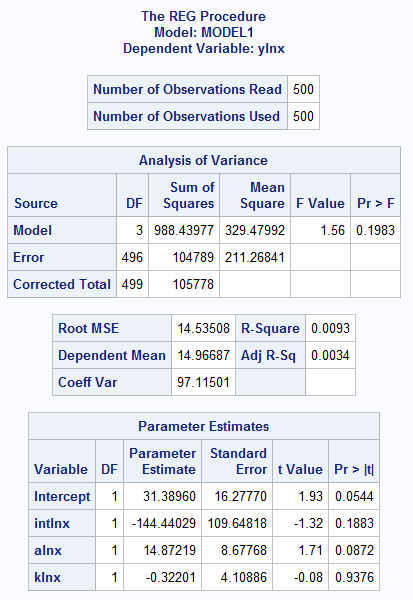 The REG Procedure
Model: MODEL1
Dependent Variable: ylnx
Number of Observations Read 500
Number of Observations Used 500
Analysis of Variance
Source DF Sum of Squares Mean Square F Value Pr > F
Model 3 988.43977 329.47992 1.56 0.1983
Error 496 104789 211.26841
Corrected Total 499 105778
Root MSE 14.53508 R-Square 0.0093
Dependent Mean 14.96687 Adj R-Sq 0.0034
Coeff Var 97.11501
Parameter Estimates
Variable DF Parameter Estimate Standard Error t Value Pr > |t|
Intercept 1 31.38960 16.27770 1.93 0.0544
intlnx 1 -144.44029 109.64818 -1.32 0.1883
alnx 1 14.87219 8.67768 1.71 0.0872
klnx 1 -0.32201 4.10886 -0.08 0.9376